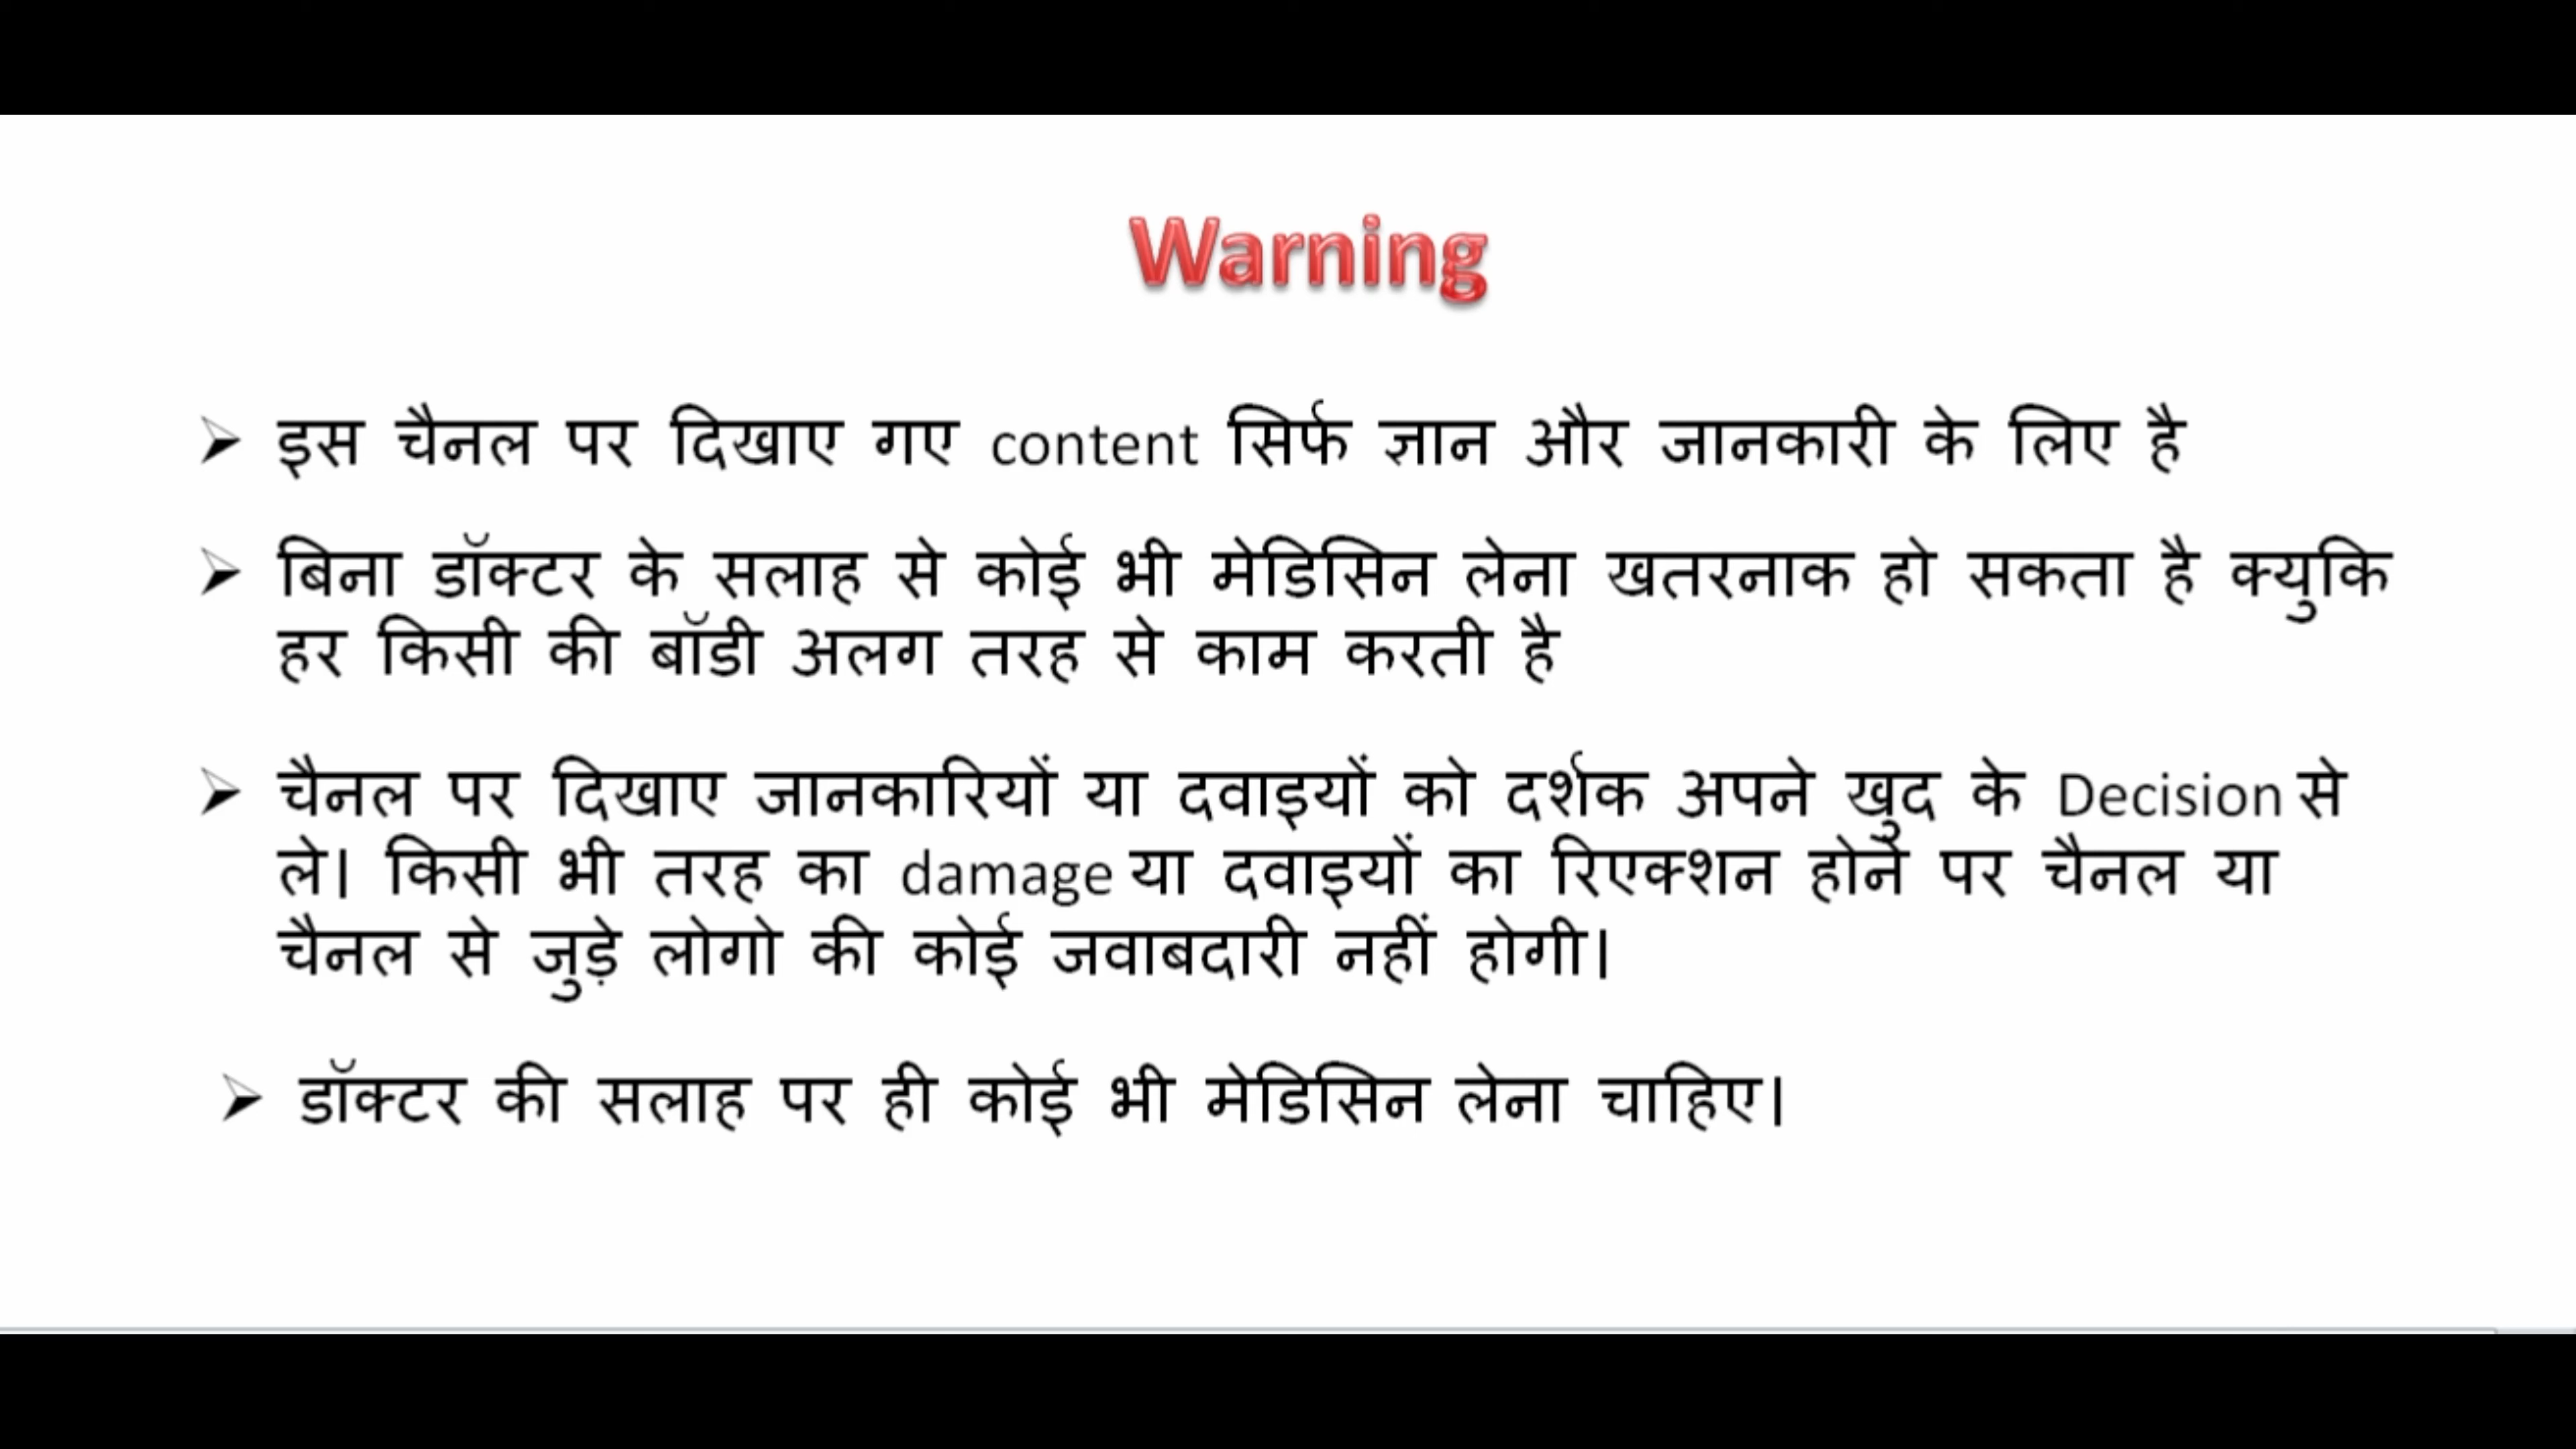 Warning
➢ इस चैनल पर दिखाए गए content सिर्फ ज्ञान और जानकारी के लिए है
➢ बिना डॉक्टर के सलाह से कोई भी मेडिसिन लेना खतरनाक हो सकता है क्युकि
हर किसी की बॉडी अलग तरह से काम करती है
➢ चैनल पर दिखाए जानकारियों या दवाइयों को दर्शक अपने खुद के Decision से
ले। किसी भी तरह का damage या दवाइयों का रिएक्शन होने पर चैनल या
चैनल से जुड़े लोगो की कोई जवाबदारी नहीं होगी।
➢ डॉक्टर की सलाह पर ही कोई भी मेडिसिन लेना चाहिए।